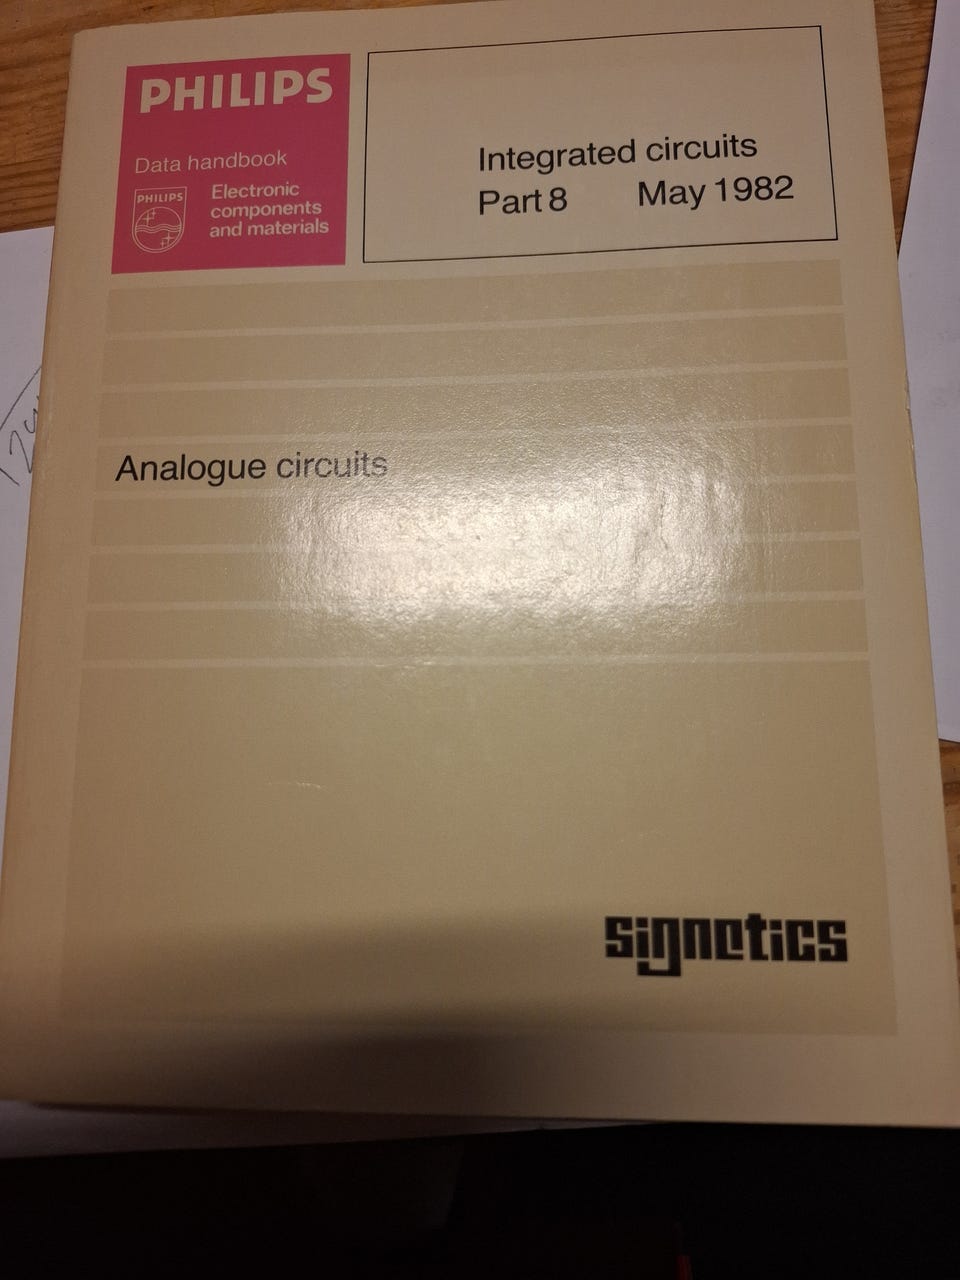 PHILIPS
Data handbook
PHILIPS
Electronic
components
and materials
Integrated circuits
Part 8 May 1982
Analogue circuits
signetics